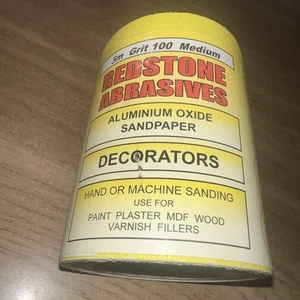 5m Grit 100 Medium
REDSTONE
ABRASIVES
ALUMINIUM OXIDE
SANDPAPER
DECORATORS
HAND OR MACHINE SANDING
USE FOR
PAINT PLASTER MDF WOOD
VARNISH FILLERS